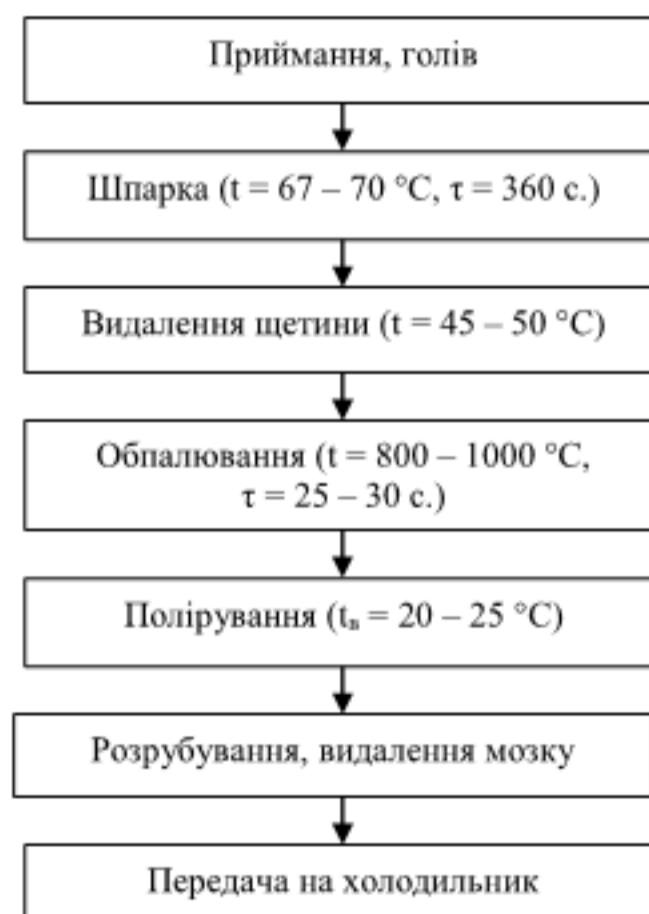 Приймання, голів
Шпарка (t = 67 – 70 °С, τ = 360 с.)
Видалення щетини (t = 45 – 50 °С)
Обпалювання (t = 800 – 1000 °С,
τ = 25 – 30 с.)
Полірування (tв = 20 – 25 °С)
Розрубування, видалення мозку
Передача на холодильник